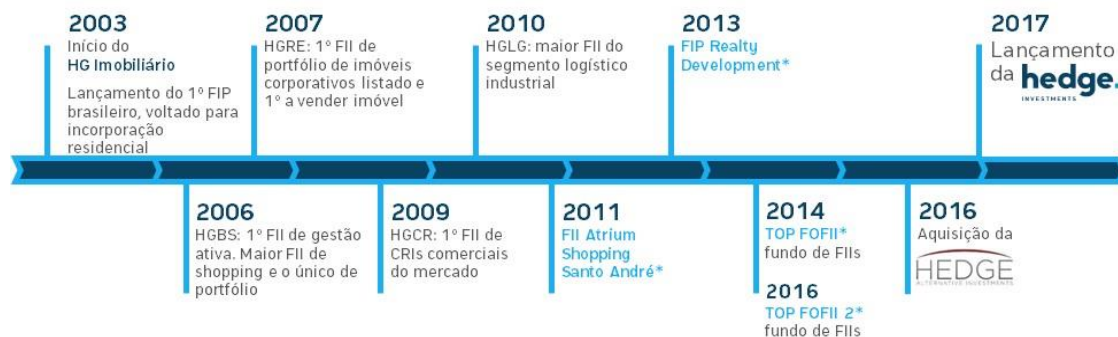 2003
Início do
HG Imobiliário
Lançamento do 1º FIP
brasileiro, voltado para
incorporação
residencial
2007
HGRE: 1º FII de
portfólio de imóveis
corporativos listado e
1º a vender imóvel
2010
HGLG: maior FII do
segmento logístico
industrial
2013
FIP Realty
Development*
2017
Lançamento
da hedge.
INVESTMENTS
2006
HGBS: 1º FII de gestão
ativa. Maior FII de
shopping e o único de
portfólio
2009
HGCR: 1º FII de
CRIs comerciais
do mercado
2011
FII Atrium
Shopping
Santo André*
2014
TOP FOFII*
fundo de FIIs
2016
TOP FOFII 2*
fundo de FIIs
2016
Aquisição da
HEDGE
ALTERNATIVE INVESTMENTS